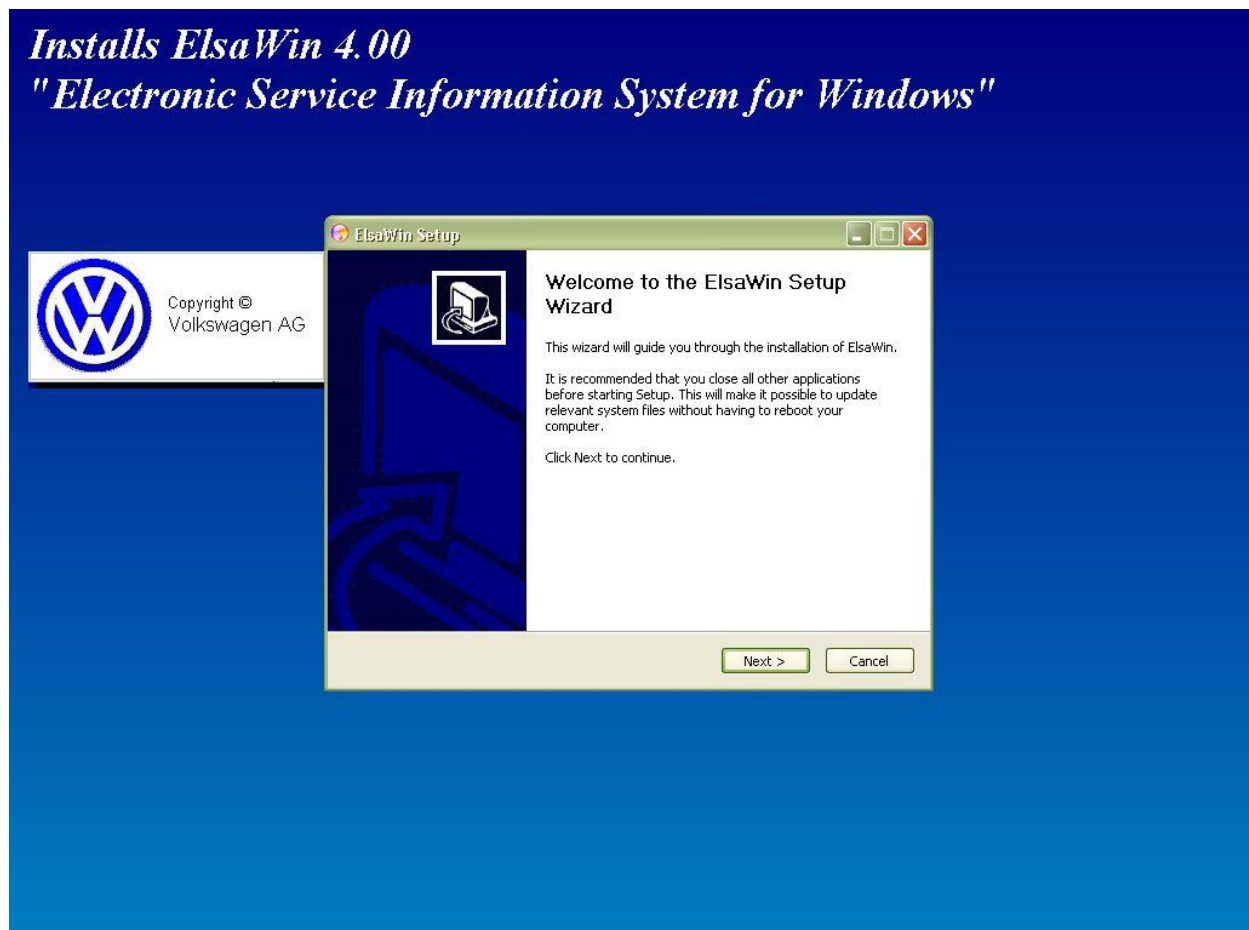 Installs ElsaWin 4.00
"Electronic Service Information System for Windows"
ElsaWin Setup
Copyright ©
Volkswagen AG
Welcome to the ElsaWin Setup
Wizard
This wizard will guide you through the installation of ElsaWin.
It is recommended that you close all other applications
before starting Setup. This will make it possible to update
relevant system files without having to reboot your
computer.
Click Next to continue.
Next >
Cancel